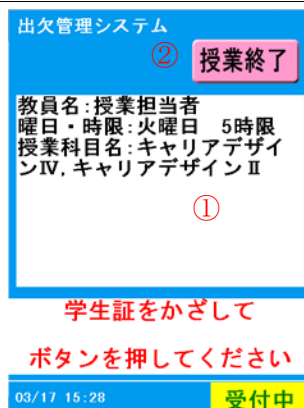 出欠管理システム
② 授業終了
教員名:授業担当者
曜日・時限:火曜日 5時限
授業科目名:キャリアデザイ
ンⅣ,キャリアデザインⅡ
①
学生証をかざして
ボタンを押してください
03/17 15:28 受付中